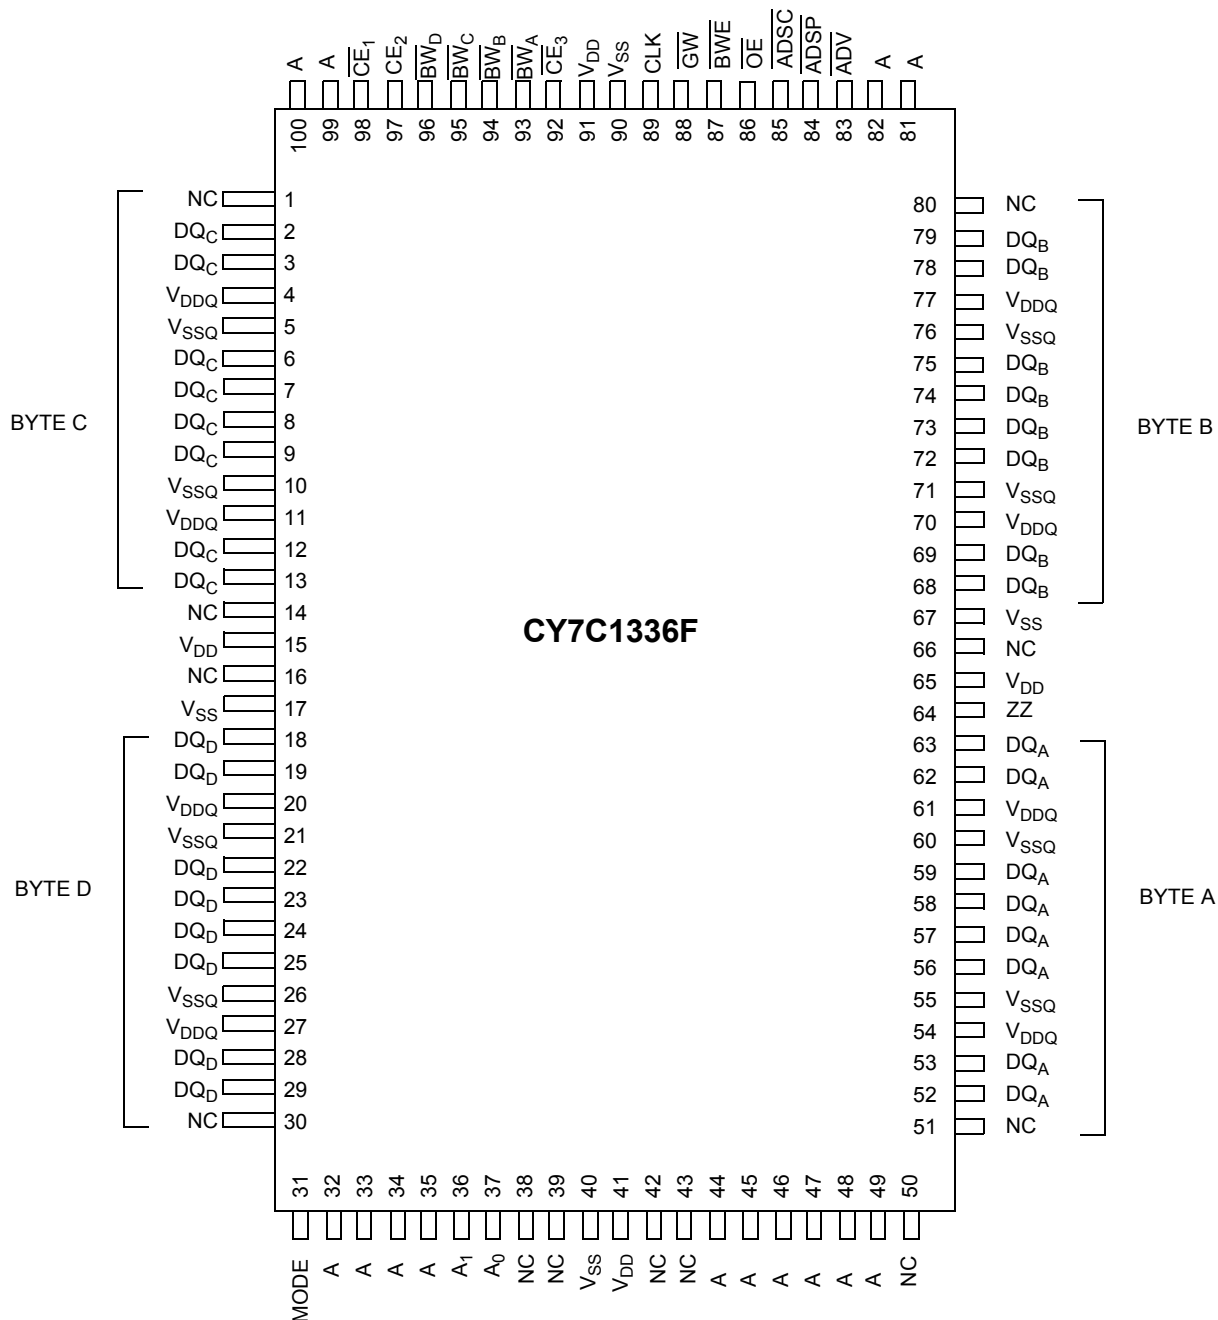 A A CE1 CE2 BWD BWC BWB BWA CE3 VDD VSS CLK GW BWE OE ADSC ADSP ADV A A
100 99 98 97 96 95 94 93 92 91 90 89 88 87 86 85 84 83 82 81
NC 1 80 NC
DQC 2 79 DQB
DQC 3 78 DQB
VDDQ 4 77 VDDQ
VSSQ 5 76 VSSQ
DQC 6 75 DQB
DQC 7 74 DQB
BYTE C DQC 8 73 DQB BYTE B
DQC 9 72 DQB
VSSQ 10 71 VSSQ
VDDQ 11 70 VDDQ
DQC 12 69 DQB
DQC 13 68 DQB
NC 14 67 VSS
CY7C1336F
VDD 15 66 NC
NC 16 65 VDD
VSS 17 64 ZZ
DQD 18 63 DQA
DQD 19 62 DQA
VDDQ 20 61 VDDQ
VSSQ 21 60 VSSQ
DQD 22 59 DQA
BYTE D DQD 23 58 DQA BYTE A
DQD 24 57 DQA
DQD 25 56 DQA
VSSQ 26 55 VSSQ
VDDQ 27 54 VDDQ
DQD 28 53 DQA
DQD 29 52 DQA
NC 30 51 NC
31 32 33 34 35 36 37 38 39 40 41 42 43 44 45 46 47 48 49 50
MODE A A A A A1 A0 NC NC VSS VDD NC NC A A A A A A NC